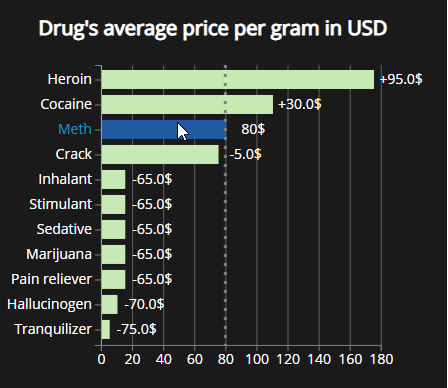 Drug's average price per gram in USD
Heroin +95.0$
Cocaine +30.0$
Meth 80$
Crack -5.0$
Inhalant -65.0$
Stimulant -65.0$
Sedative -65.0$
Marijuana -65.0$
Pain reliever -65.0$
Hallucinogen -70.0$
Tranquilizer -75.0$
0 20 40 60 80 100 120 140 160 180